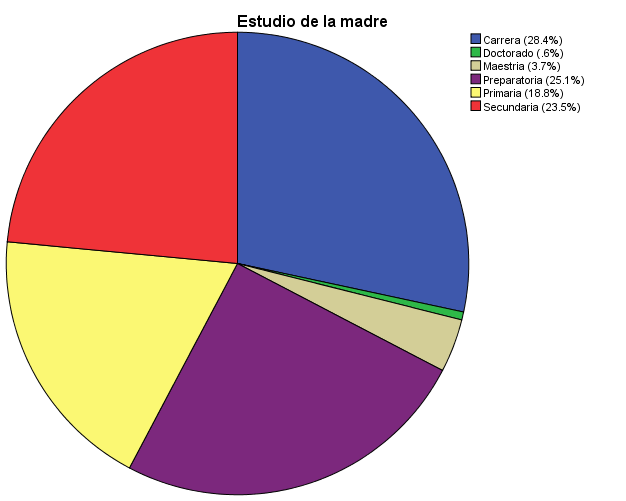 Estudio de la madre
Carrera (28.4%)
Doctorado (.6%)
Maestria (3.7%)
Preparatoria (25.1%)
Primaria (18.8%)
Secundaria (23.5%)